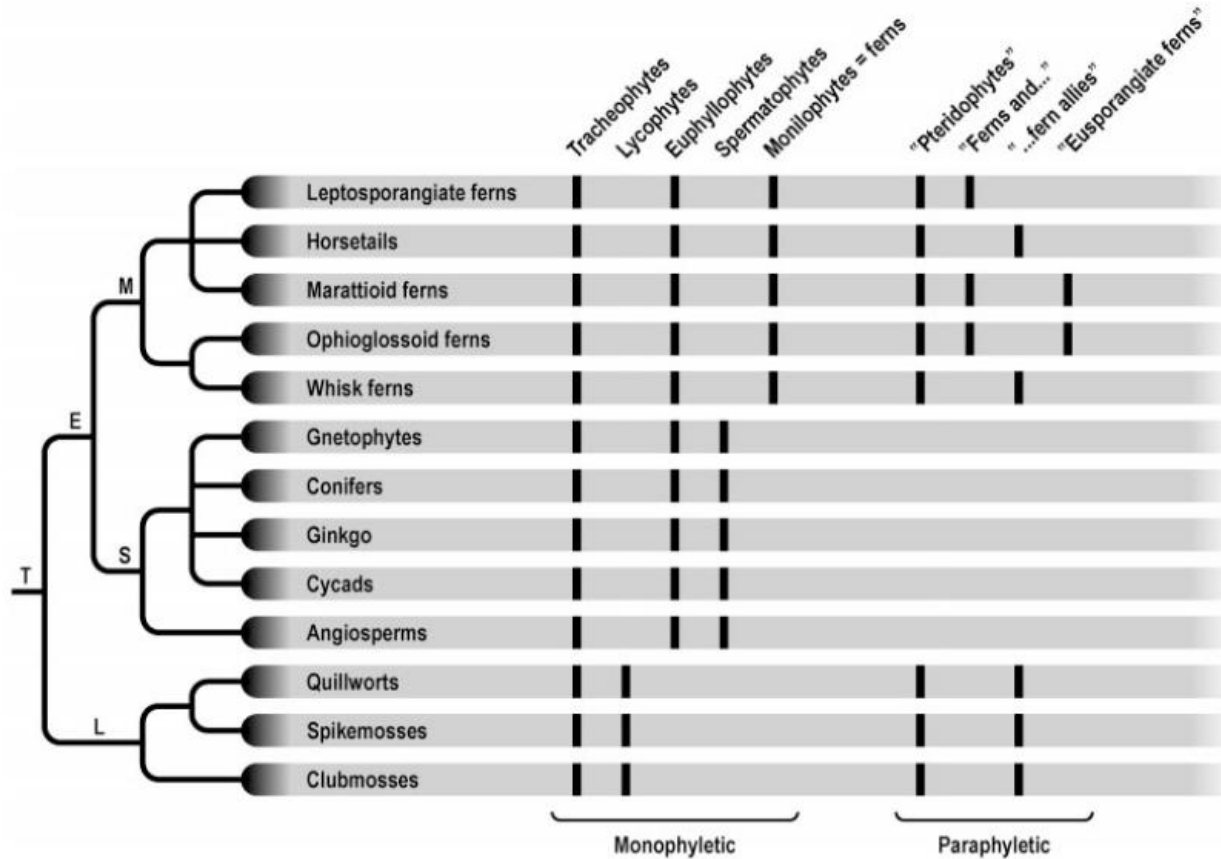 Tracheophytes
Lycophytes
Euphyllophytes
Spermatophytes
Monilophytes = ferns
"Pteridophytes"
"Ferns and..."
" ...fern allies"
"Eusporangiate ferns"
Leptosporangiate ferns
Horsetails
M
Marattioid ferns
Ophioglossoid ferns
Whisk ferns
E
Gnetophytes
Conifers
Ginkgo
S
T
Cycads
Angiosperms
Quillworts
L
Spikemosses
Clubmosses
Monophyletic
Paraphyletic